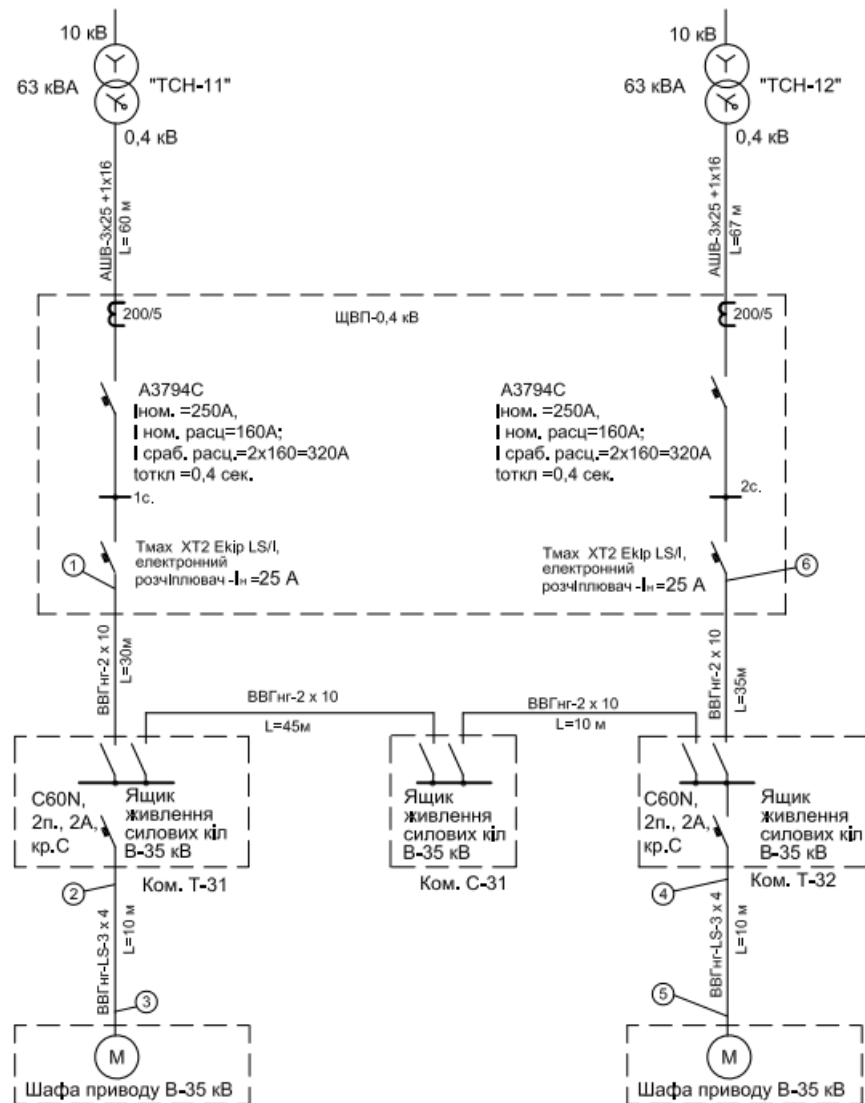 10 кВ
63 кВА
"ТСН-11"
0,4 кВ
АШВ-3х25 +1х16
L= 60 м
10 кВ
63 кВА
"ТСН-12"
0,4 кВ
АШВ-3х25 +1х16
L=67 м
200/5
ЩВП-0,4 кВ
200/5
А3794С
Iном. =250А,
I ном. расц=160А;
I сраб. расц.=2х160=320А
tоткл =0,4 сек.
1с.
А3794С
Iном. =250А,
I ном. расц=160А;
I сраб. расц.=2х160=320А
tоткл =0,4 сек.
2с.
1
Тмах ХТ2 Ekip LS/I,
електронний
розчіплювач -Iн =25 А
Тмах ХТ2 Ekip LS/I,
електронний
розчіплювач -Iн =25 А
6
ВВГнг-2 х 10
L=30м
ВВГнг-2 х 10
L=45м
ВВГнг-2 х 10
L=10 м
ВВГнг-2 х 10
L=35м
C60N,
2п., 2А,
кр.С
Ящик
живлення
силових кіл
В-35 кВ
Ком. Т-31
Ящик
живлення
силових кіл
В-35 кВ
Ком. С-31
C60N,
2п., 2А,
кр.С
Ящик
живлення
силових кіл
В-35 кВ
Ком. Т-32
2
ВВГнг-LS-3 х 4
L=10 м
3
М
Шафа приводу В-35 кВ
4
ВВГнг-LS-3 х 4
L=10 м
5
М
Шафа приводу В-35 кВ